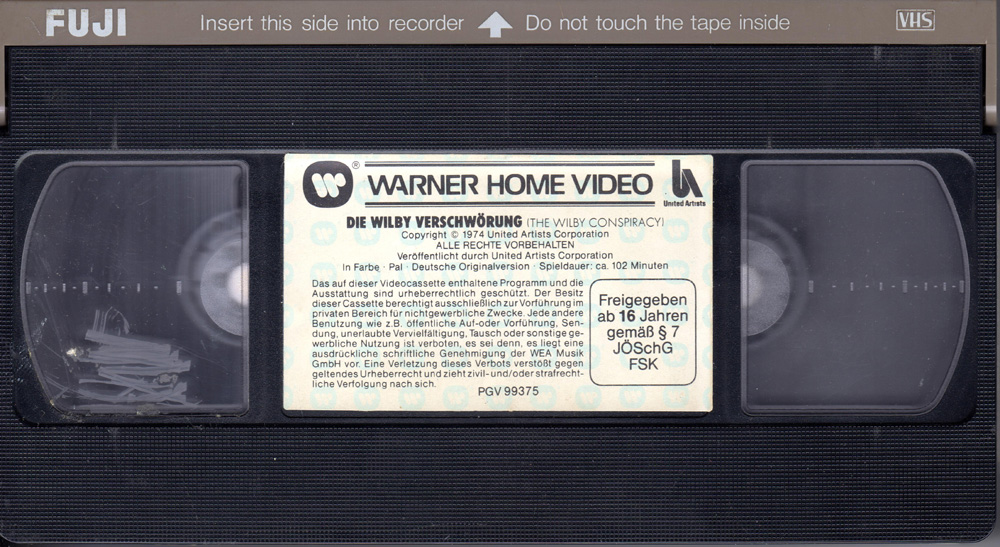 FUJI Insert this side into recorder Do not touch the tape inside VHS
W® WARNER HOME VIDEO UA
United Artists
DIE WILBY VERSCHWÖRUNG (THE WILBY CONSPIRACY)
Copyright © 1974 United Artists Corporation
ALLE RECHTE VORBEHALTEN
Veröffentlicht durch United Artists Corporation
In Farbe · Pal · Deutsche Originalversion · Spieldauer: ca. 102 Minuten
Das auf dieser Videocassette enthaltene Programm und die
Ausstattung sind urheberrechtlich geschützt. Der Besitz
dieser Cassette berechtigt ausschließlich zur Vorführung im
privaten Bereich für nichtgewerbliche Zwecke. Jede andere
Benutzung wie z.B. öffentliche Auf-oder Vorführung, Sen-
dung, unerlaubte Vervielfältigung, Tausch oder sonstige ge-
werbliche Nutzung ist verboten, es sei denn, es liegt eine
ausdrückliche schriftliche Genehmigung der WEA Musik
GmbH vor. Eine Verletzung dieses Verbots verstößt gegen
geltendes Urheberrecht und zieht zivil-und/oder strafrecht-
liche Verfolgung nach sich.
Freigegeben
ab 16 Jahren
gemäß § 7
JÖSchG
FSK
PGV 99375